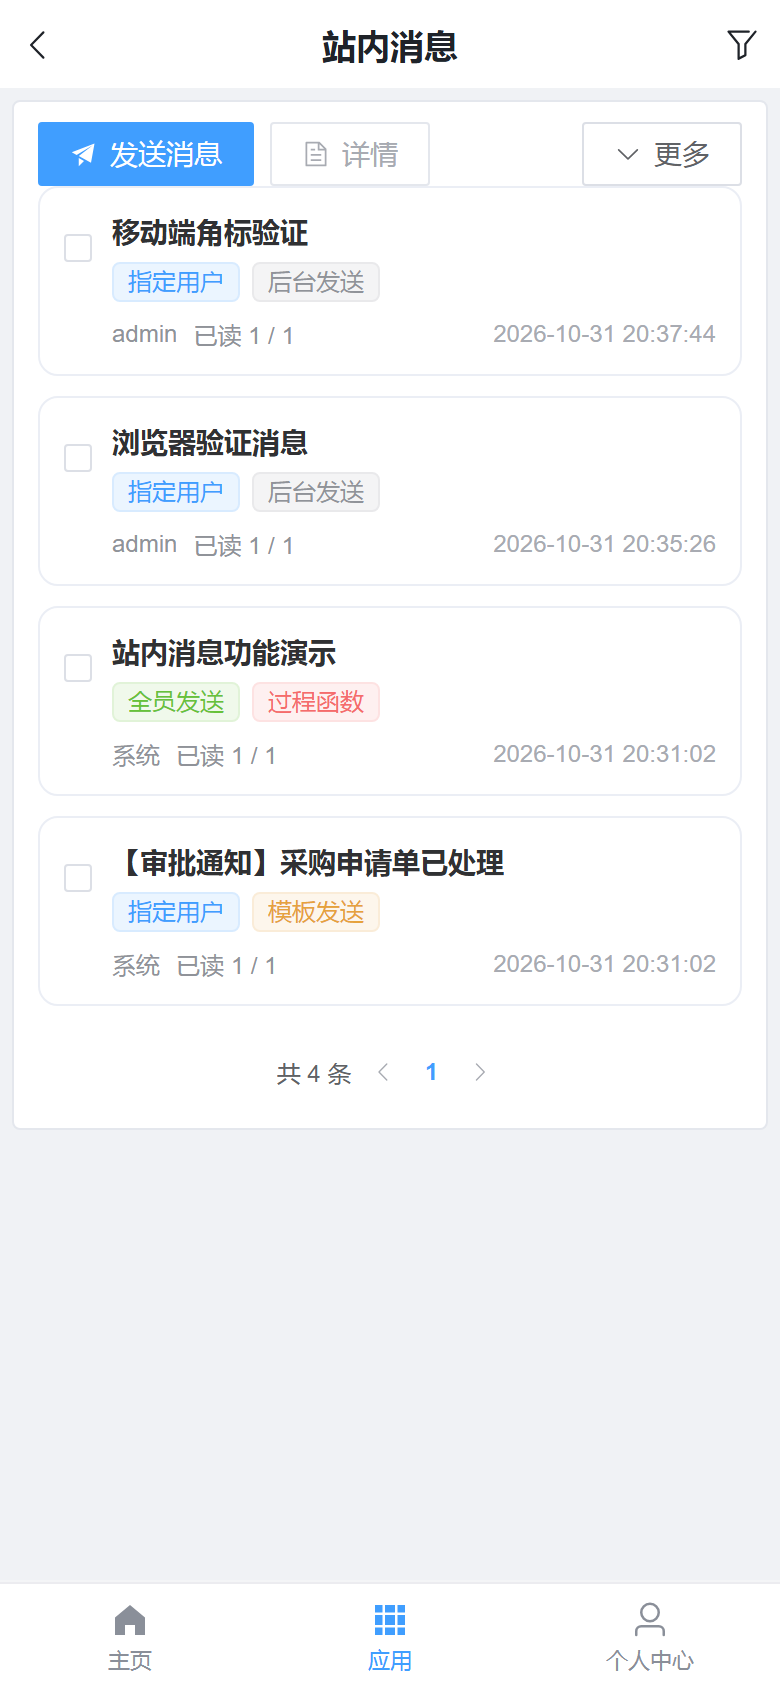 站内消息
发送消息 详情 更多
移动端角标验证
指定用户 后台发送
admin 已读 1 / 1 2026-10-31 20:37:44
浏览器验证消息
指定用户 后台发送
admin 已读 1 / 1 2026-10-31 20:35:26
站内消息功能演示
全员发送 过程函数
系统 已读 1 / 1 2026-10-31 20:31:02
【审批通知】采购申请单已处理
指定用户 模板发送
系统 已读 1 / 1 2026-10-31 20:31:02
共 4 条 1
主页 应用 个人中心